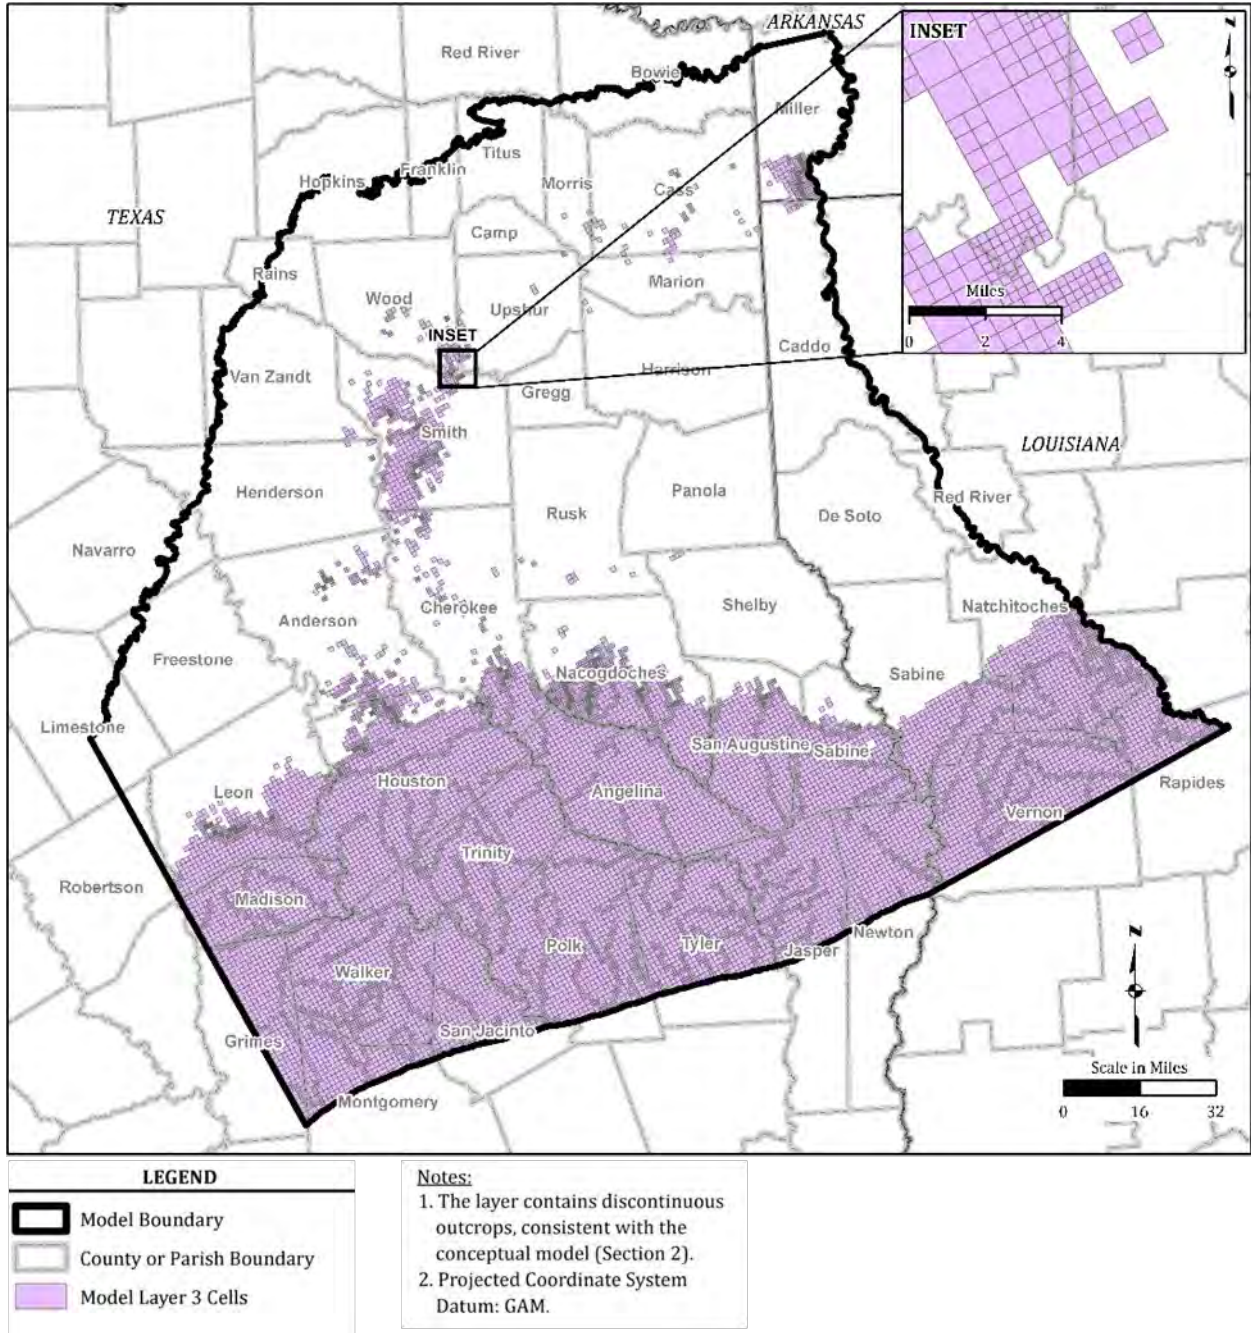 ARKANSAS
INSET
Z
Red River
Bowie
Miller
Titus
Franklin
Hopkins
Morris
Cass
TEXAS
Camp
Rains
Marion
Wood
Upshur
Miles
0 2 4
INSET
Caddo
Van Zandt
Harrison
Gregg
Smith
LOUISIANA
Henderson
Panola
Red River
Rusk
De Soto
Navarro
Shelby
Natchitoches
Cherokee
Anderson
Freestone
Nacogdoches
Sabine
Limestone
San Augustine
Sabine
Houston
Rapides
Leon
Angelina
Vernon
Trinity
Robertson
Madison
Newton
Z
Polk
Tyler
Jasper
Walker
San Jacinto
Grimes
Scale in Miles
Montgomery
0 16 32
LEGEND
Model Boundary
County or Parish Boundary
Model Layer 3 Cells
Notes:
1. The layer contains discontinuous
outcrops, consistent with the
conceptual model (Section 2).
2. Projected Coordinate System
Datum: GAM.